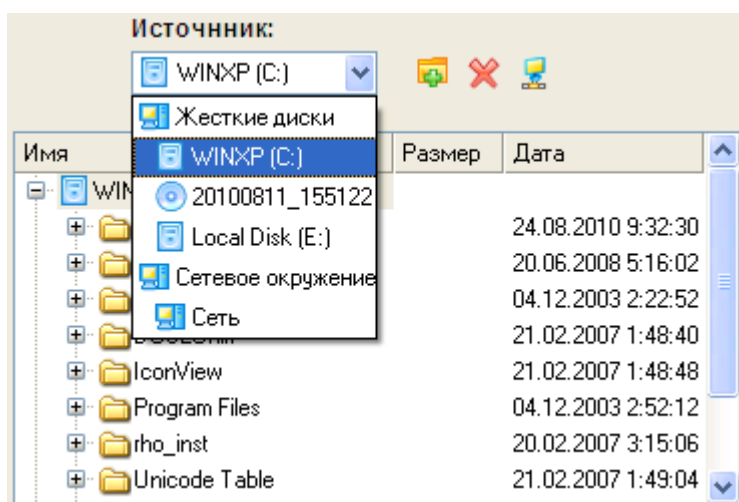 Источнник:
WINXP (C:)
Жесткие диски
WINXP (C:)
20100811_155122
Local Disk (E:)
Сетевое окружение
Сеть
Имя Размер Дата
24.08.2010 9:32:30
20.06.2008 5:16:02
04.12.2003 2:22:52
21.02.2007 1:48:40
IconView 21.02.2007 1:48:48
Program Files 04.12.2003 2:52:12
rho_inst 20.02.2007 3:15:06
Unicode Table 21.02.2007 1:49:04